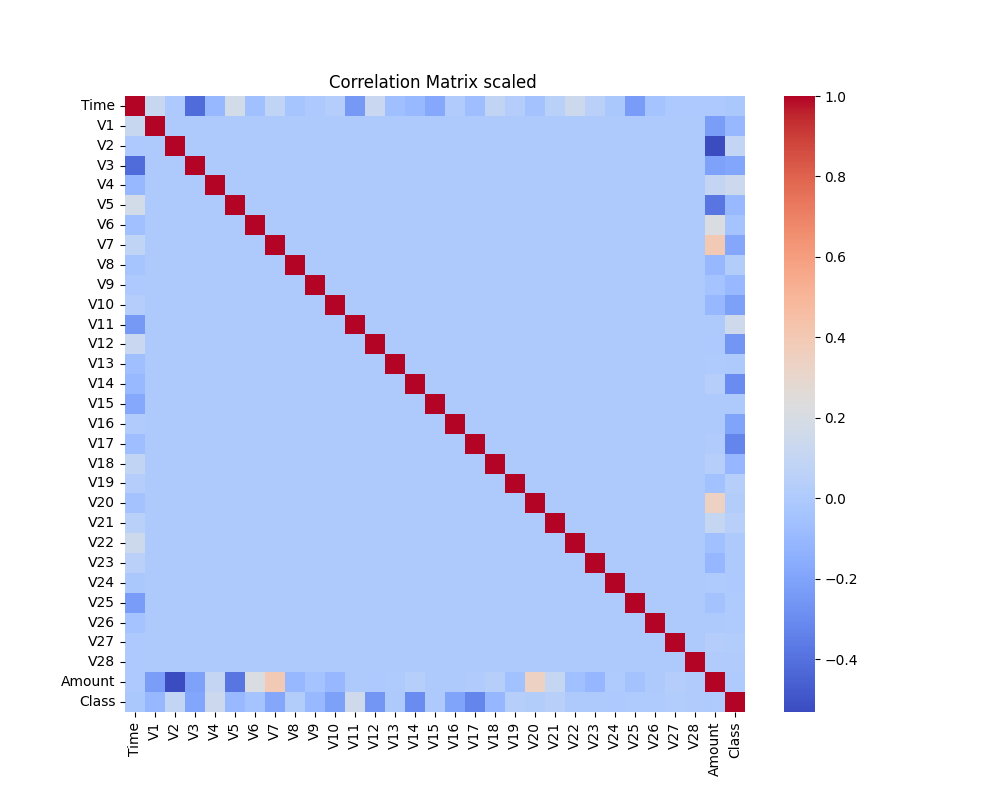 Correlation Matrix scaled
Time
V1
V2
V3
V4
V5
V6
V7
V8
V9
V10
V11
V12
V13
V14
V15
V16
V17
V18
V19
V20
V21
V22
V23
V24
V25
V26
V27
V28
Amount
Class
Time
V1
V2
V3
V4
V5
V6
V7
V8
V9
V10
V11
V12
V13
V14
V15
V16
V17
V18
V19
V20
V21
V22
V23
V24
V25
V26
V27
V28
Amount
Class
1.0
0.8
0.6
0.4
0.2
0.0
−0.2
−0.4